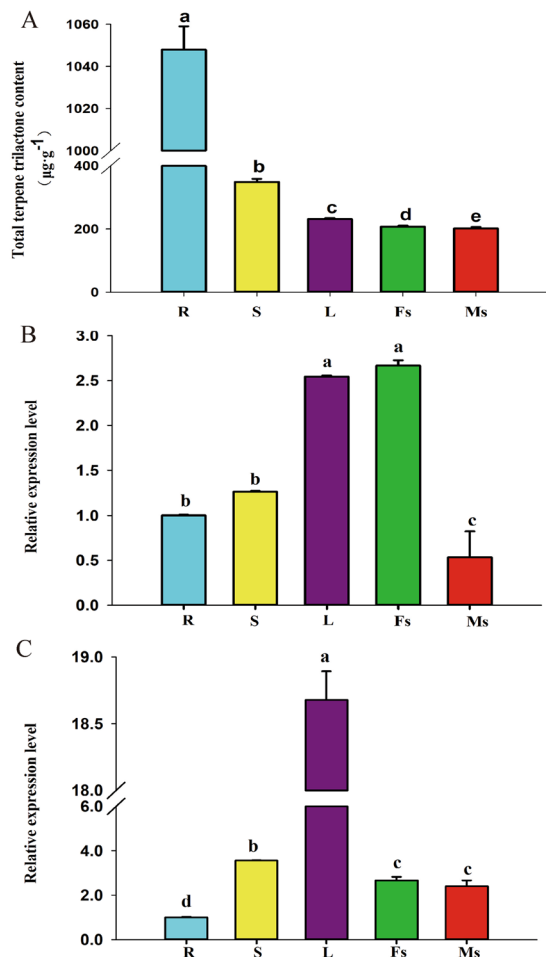 A
Total terpene trilactone content
(μg·g-1)
1060
1040
1020
1000
400
200
0
a
b
c
d
e
R S L Fs Ms
B
Relative expression level
3.0
2.5
2.0
1.5
1.0
0.5
0.0
b
b
a
a
c
R S L Fs Ms
C
Relative expression level
19.0
18.5
18.0
6.0
4.0
2.0
0.0
d
b
a
c
c
R S L Fs Ms